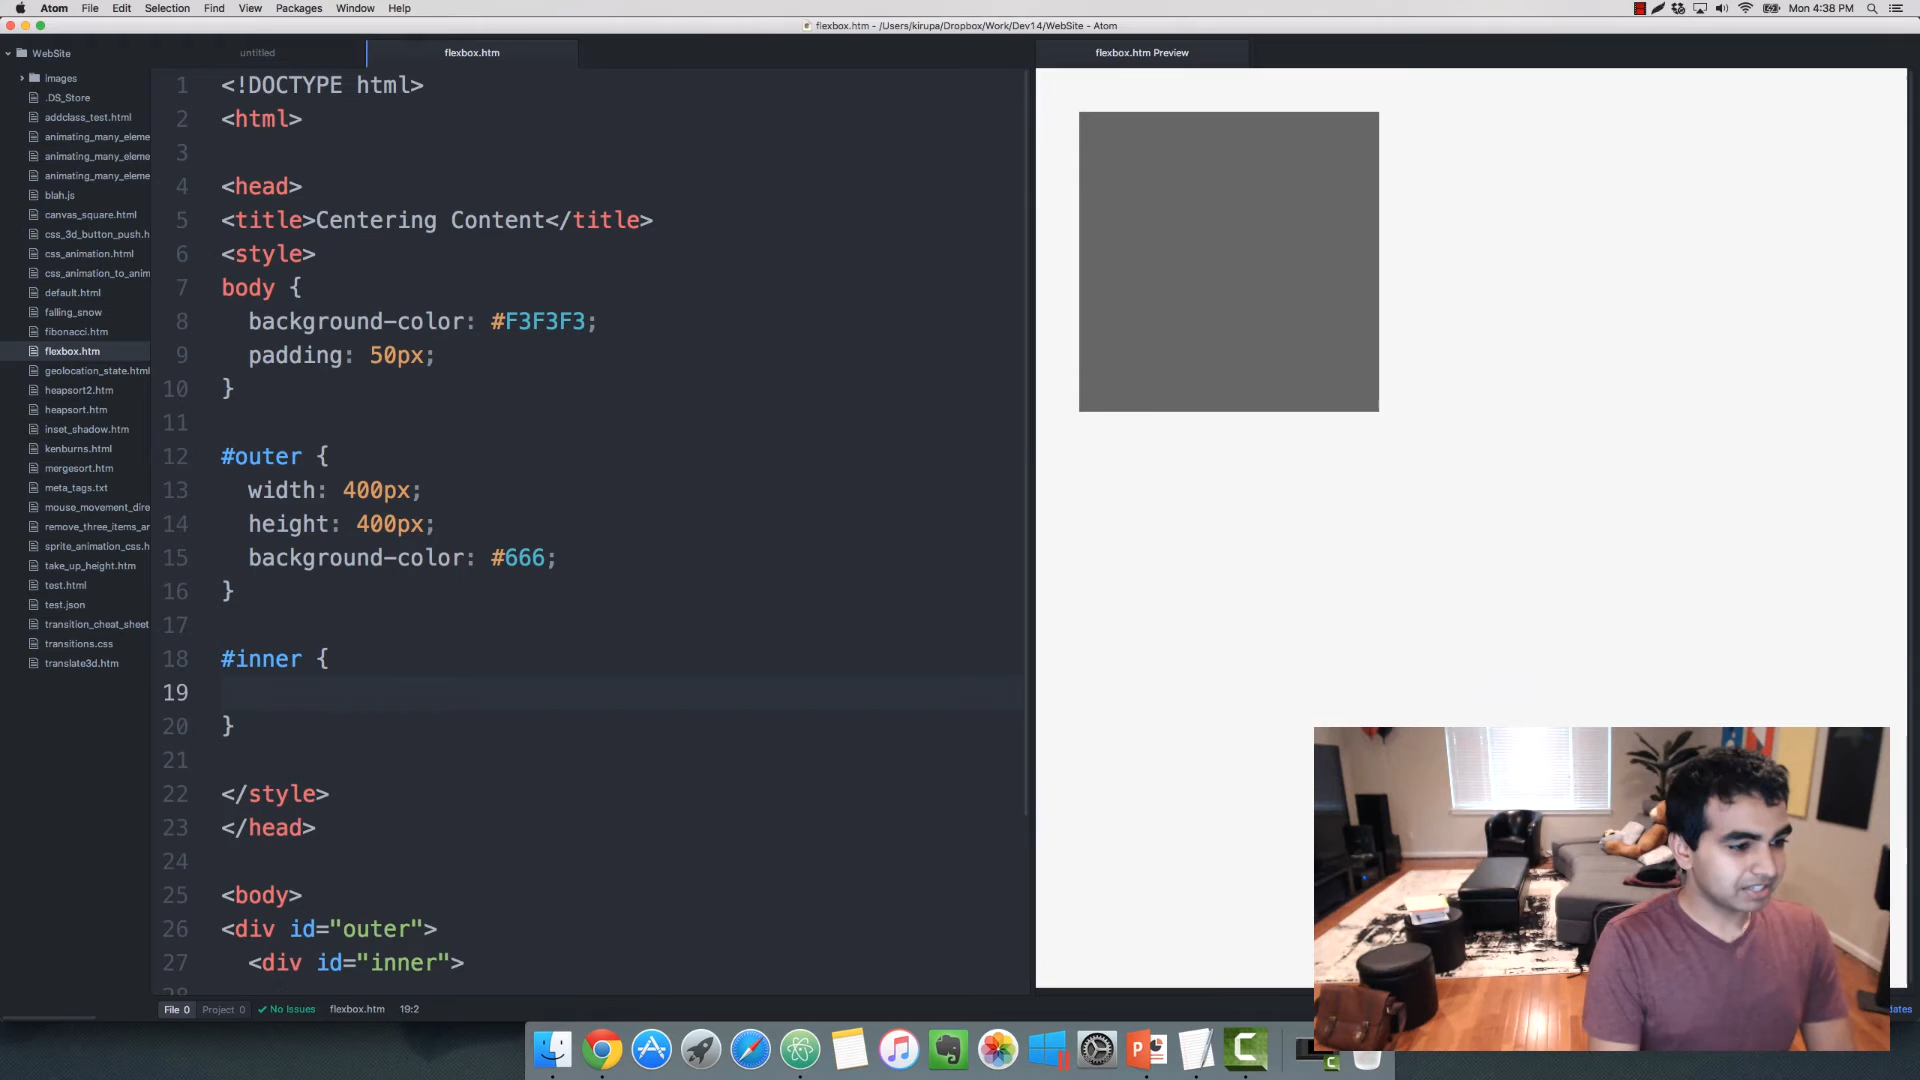 Atom File Edit Selection Find View Packages Window Help Mon 4:38 PM
flexbox.htm - /Users/kirupa/Dropbox/Work/Dev14/WebSite - Atom
WebSite
images
.DS_Store
addclass_test.html
animating_many_eleme
animating_many_eleme
animating_many_eleme
blah.js
canvas_square.html
css_3d_button_push.h
css_animation.html
css_animation_to_anim
default.html
falling_snow
fibonacci.htm
flexbox.htm
geolocation_state.html
heapsort2.htm
heapsort.htm
inset_shadow.htm
kenburns.html
mergesort.htm
meta_tags.txt
mouse_movement_dire
remove_three_items_ar
sprite_animation_css.h
take_up_height.htm
test.html
test.json
transition_cheat_sheet
transitions.css
translate3d.htm
untitled flexbox.htm
1 <!DOCTYPE html>
2 <html>
3
4 <head>
5 <title>Centering Content</title>
6 <style>
7 body {
8 background-color: #F3F3F3;
9 padding: 50px;
10 }
11
12 #outer {
13 width: 400px;
14 height: 400px;
15 background-color: #666;
16 }
17
18 #inner {
19
20 }
21
22 </style>
23 </head>
24
25 <body>
26 <div id="outer">
27 <div id="inner">
28
flexbox.htm Preview
File 0 Project 0 No Issues flexbox.htm 19:2
dates